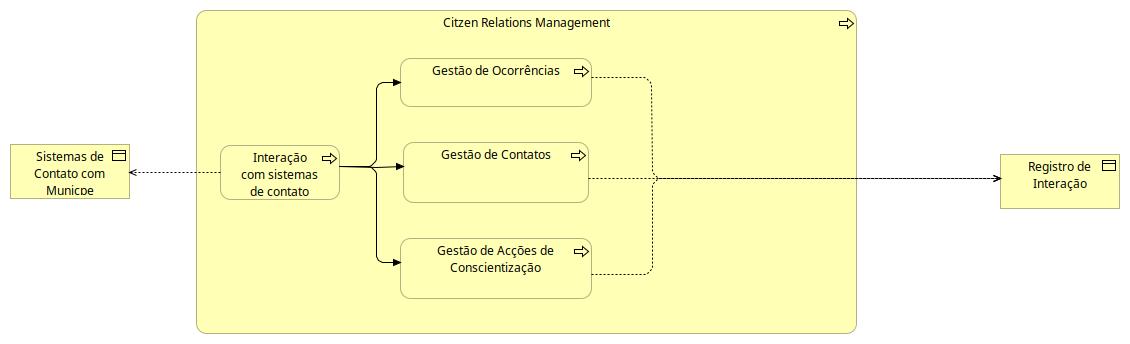 Citzen Relations Management
Gestão de Ocorrências
Sistemas de
Contato com
Municpe
Interação
com sistemas
de contato
Gestão de Contatos
Registro de
Interação
Gestão de Acções de
Conscientização